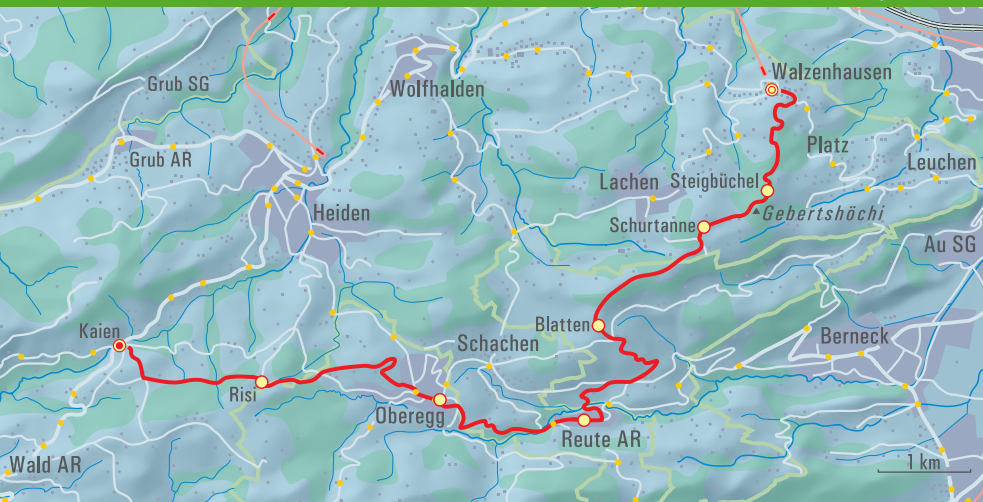 Walzenhausen
Grub SG
Wolfhalden
Platz
Grub AR
Leuchen
Lachen
Steigbüchel
Heiden
Gebertshöchi
Schurtanne
Au SG
Kaien
Blatten
Berneck
Schachen
Risi
Oberegg
Reute AR
Wald AR
1 km